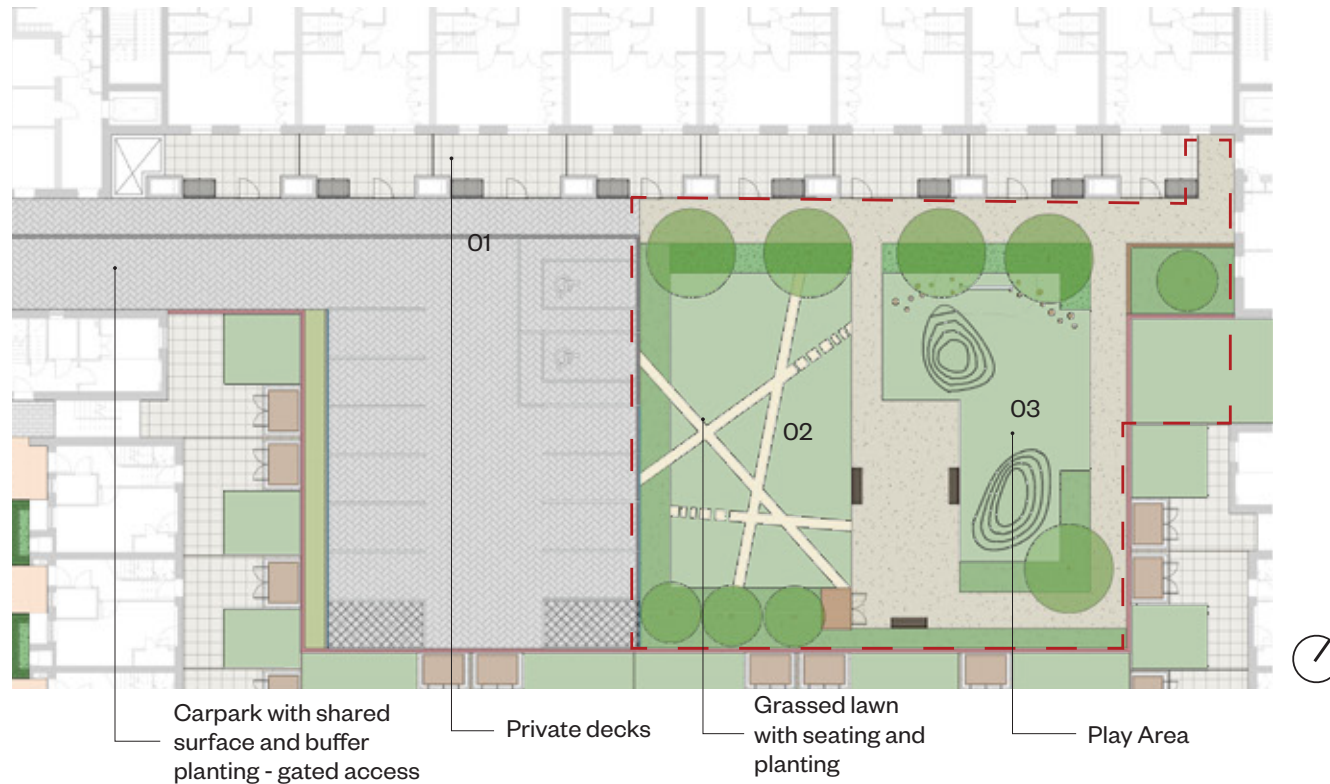 01
02
03
Carpark with shared
surface and buffer
planting - gated access
Private decks
Grassed lawn
with seating and
planting
Play Area